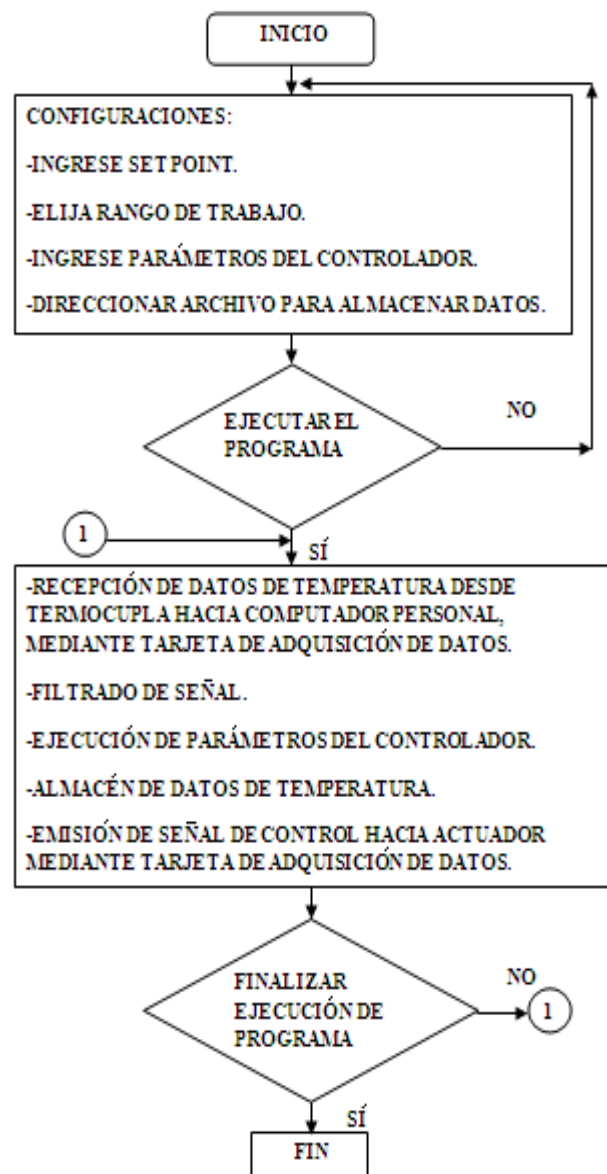 INICIO
CONFIGURACIONES:
-INGRESE SET POINT.
-ELIJA RANGO DE TRABAJO.
-INGRESE PARÁMETROS DEL CONTROLADOR.
-DIRECCIONAR ARCHIVO PARA ALMACENAR DATOS.
EJECUTAR EL
PROGRAMA
NO
1
SÍ
-RECEPCIÓN DE DATOS DE TEMPERATURA DESDE
TERMOCUPLA HACIA COMPUTADOR PERSONAL,
MEDIANTE TARJETA DE ADQUISICIÓN DE DATOS.
-FILTRADO DE SEÑAL.
-EJECUCIÓN DE PARÁMETROS DEL CONTROLADOR.
-ALMACÉN DE DATOS DE TEMPERATURA.
-EMISIÓN DE SEÑAL DE CONTROL HACIA ACTUADOR
MEDIANTE TARJETA DE ADQUISICIÓN DE DATOS.
FINALIZAR
EJECUCIÓN DE
PROGRAMA
NO
1
SÍ
FIN